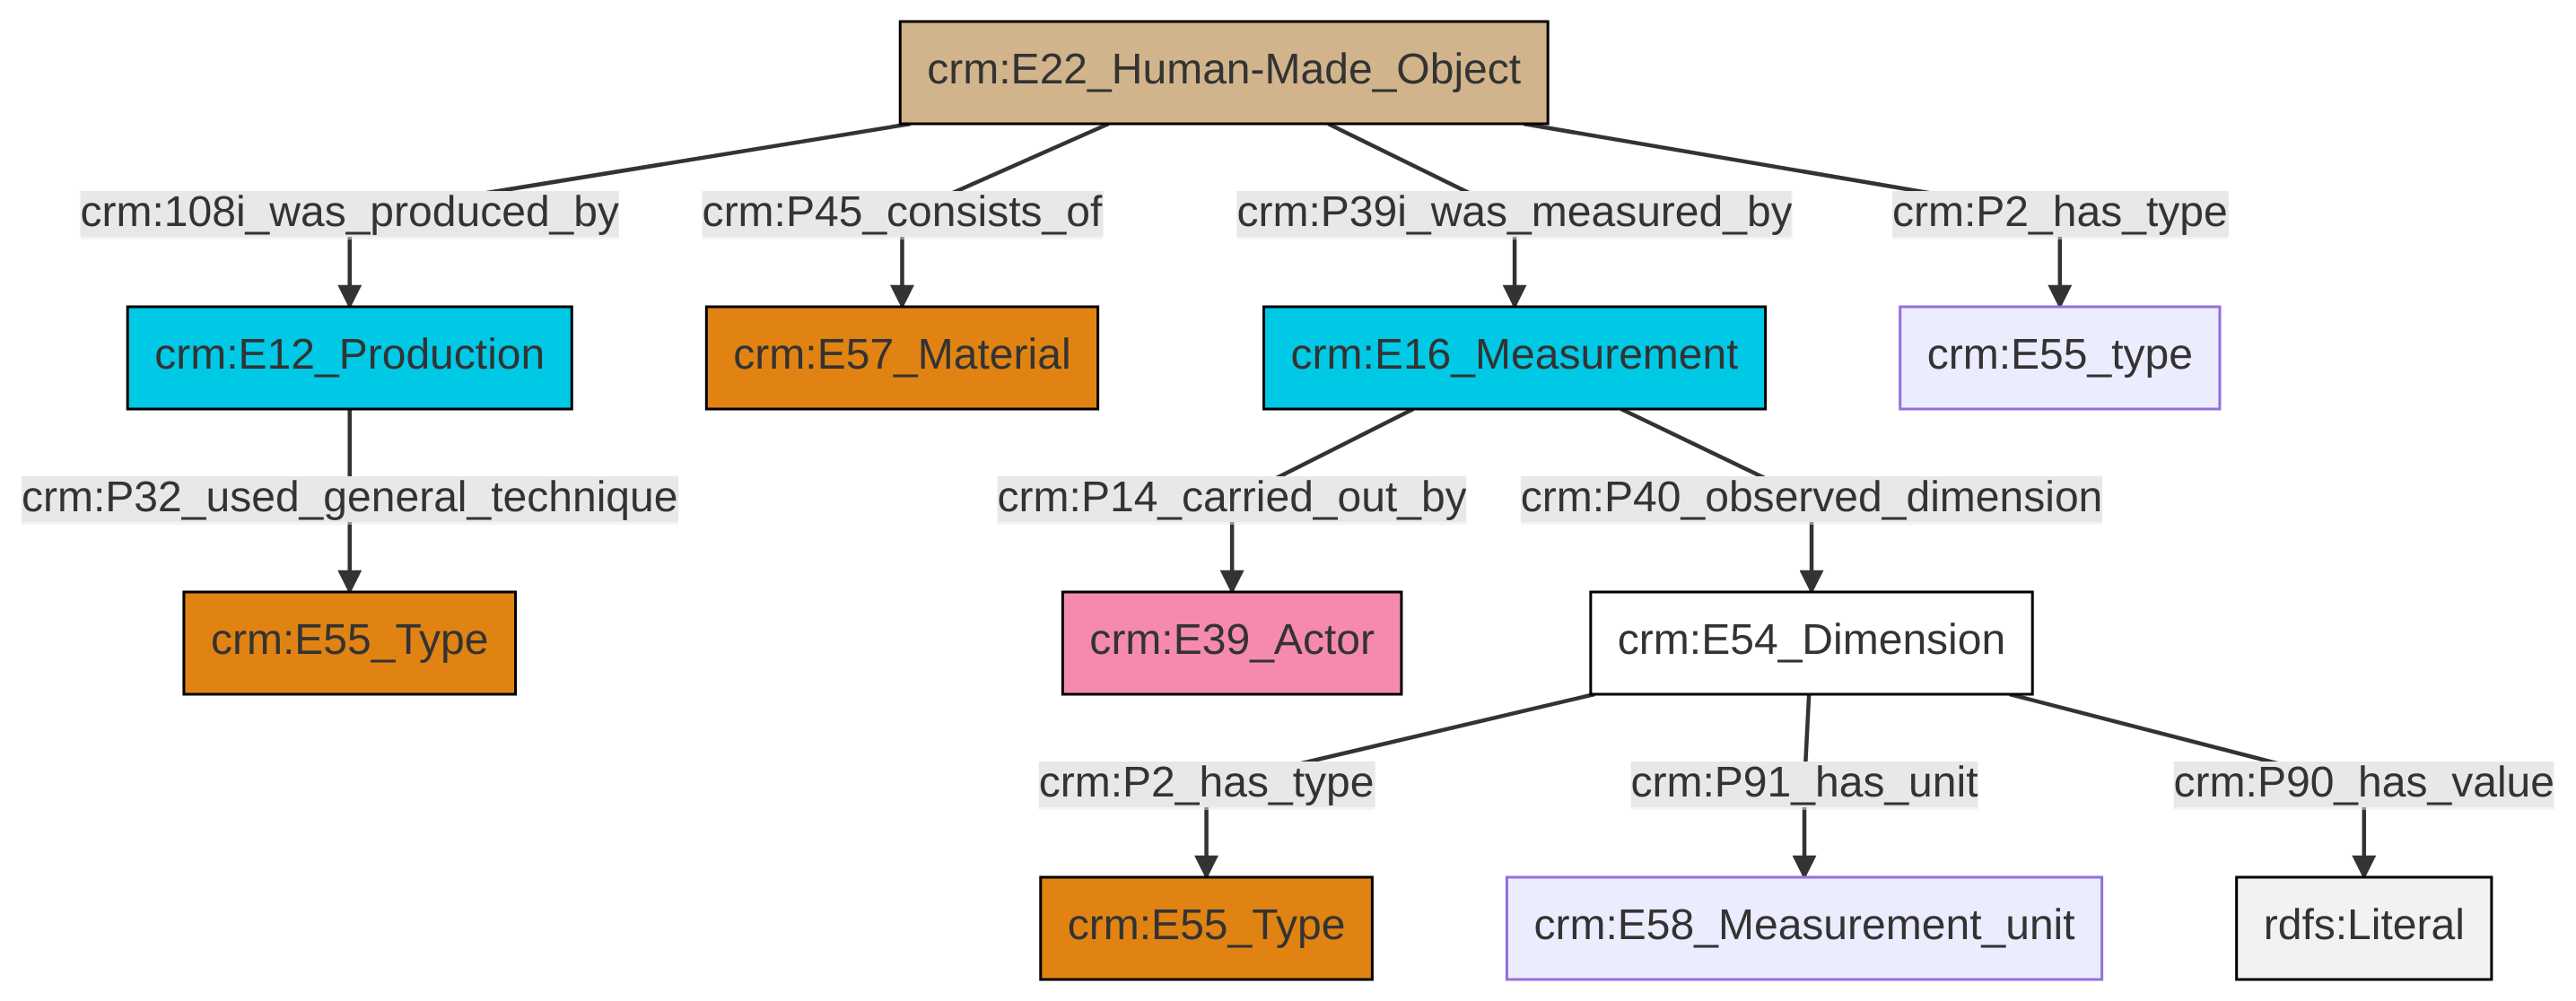 crm:E22_Human-Made_Object
crm:108i_was_produced_by
crm:P45_consists_of
crm:P39i_was_measured_by
crm:P2_has_type
crm:E12_Production
crm:E57_Material
crm:E16_Measurement
crm:E55_type
crm:P32_used_general_technique
crm:P14_carried_out_by
crm:P40_observed_dimension
crm:E55_Type
crm:E39_Actor
crm:E54_Dimension
crm:P2_has_type
crm:P91_has_unit
crm:P90_has_value
crm:E55_Type
crm:E58_Measurement_unit
rdfs:Literal